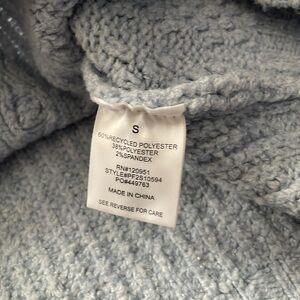 S
60%RECYCLED POLYESTER
38%POLYESTER
2%SPANDEX
RN#120951
STYLE#PF2S10594
PO#449763
MADE IN CHINA
SEE REVERSE FOR CARE